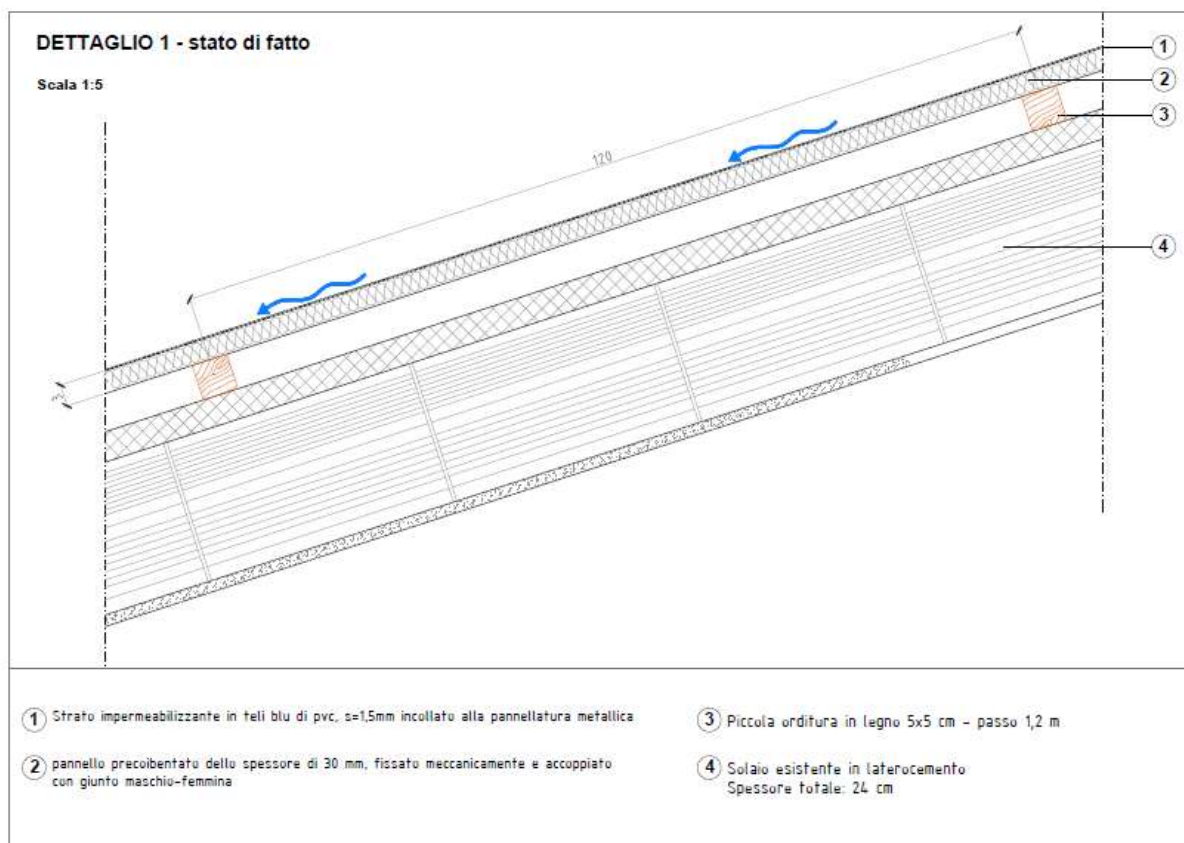 DETTAGLIO 1 - stato di fatto
Scala 1:5
1
2
3
120
4
3
1 Strato impermeabilizzante in teli blu di pvc, s=1,5mm incollato alla pannellatura metallica
2 pannello precoibentato dello spessore di 30 mm, fissato meccanicamente e accoppiato
con giunto maschio-femmina
3 Piccola orditura in legno 5x5 cm - passo 1,2 m
4 Solaio esistente in laterocemento
Spessore totale: 24 cm